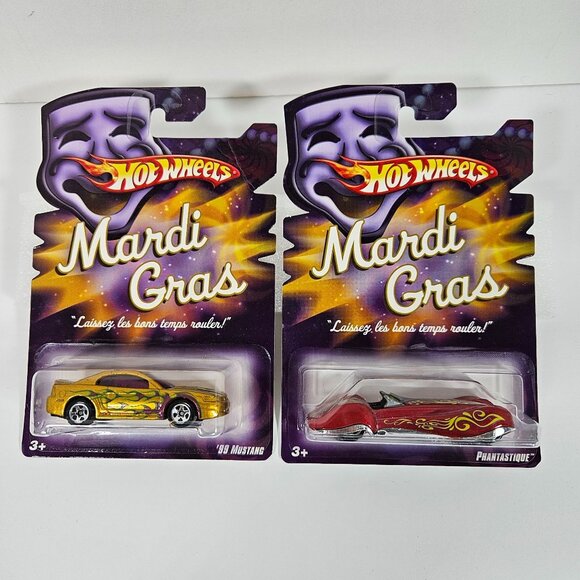 HOT WHEELS
Mardi
Gras
"Laissez, les bons temps rouler!"
3+
'99 MUSTANG
HOT WHEELS
Mardi
Gras
"Laissez, les bons temps rouler!"
3+
PHANTASTIQUE™